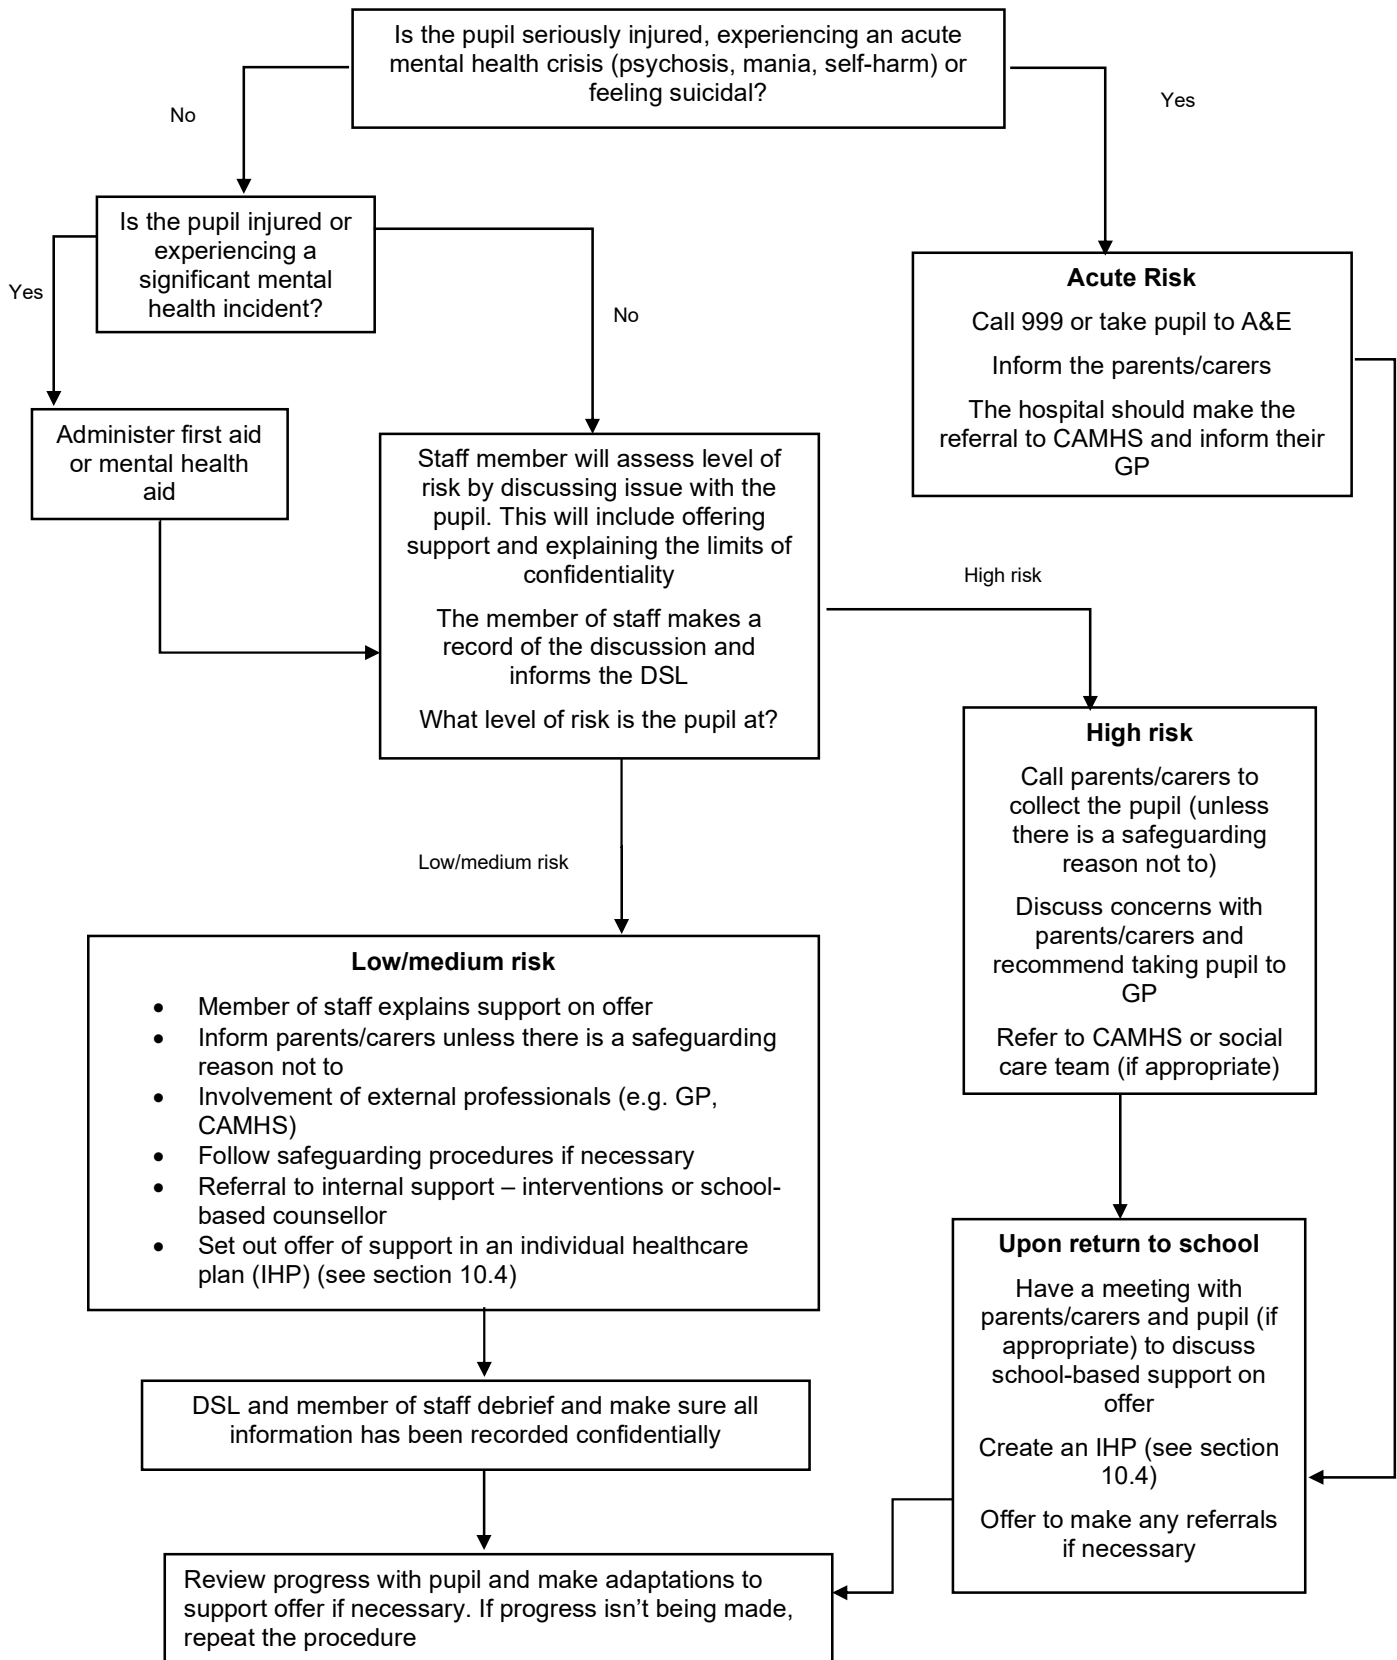 Is the pupil seriously injured, experiencing an acute
mental health crisis (psychosis, mania, self-harm) or
feeling suicidal?
No
Yes
Is the pupil injured or
experiencing a
significant mental
health incident?
Yes
No
Acute Risk
Call 999 or take pupil to A&E
Inform the parents/carers
The hospital should make the
referral to CAMHS and inform their
GP
Administer first aid
or mental health
aid
Staff member will assess level of
risk by discussing issue with the
pupil. This will include offering
support and explaining the limits of
confidentiality
The member of staff makes a
record of the discussion and
informs the DSL
What level of risk is the pupil at?
High risk
High risk
Call parents/carers to
collect the pupil (unless
there is a safeguarding
reason not to)
Discuss concerns with
parents/carers and
recommend taking pupil to
GP
Refer to CAMHS or social
care team (if appropriate)
Low/medium risk
Low/medium risk
• Member of staff explains support on offer
• Inform parents/carers unless there is a safeguarding
reason not to
• Involvement of external professionals (e.g. GP,
CAMHS)
• Follow safeguarding procedures if necessary
• Referral to internal support – interventions or school-
based counsellor
• Set out offer of support in an individual healthcare
plan (IHP) (see section 10.4)
Upon return to school
Have a meeting with
parents/carers and pupil (if
appropriate) to discuss
school-based support on
offer
Create an IHP (see section
10.4)
Offer to make any referrals
if necessary
DSL and member of staff debrief and make sure all
information has been recorded confidentially
Review progress with pupil and make adaptations to
support offer if necessary. If progress isn’t being made,
repeat the procedure